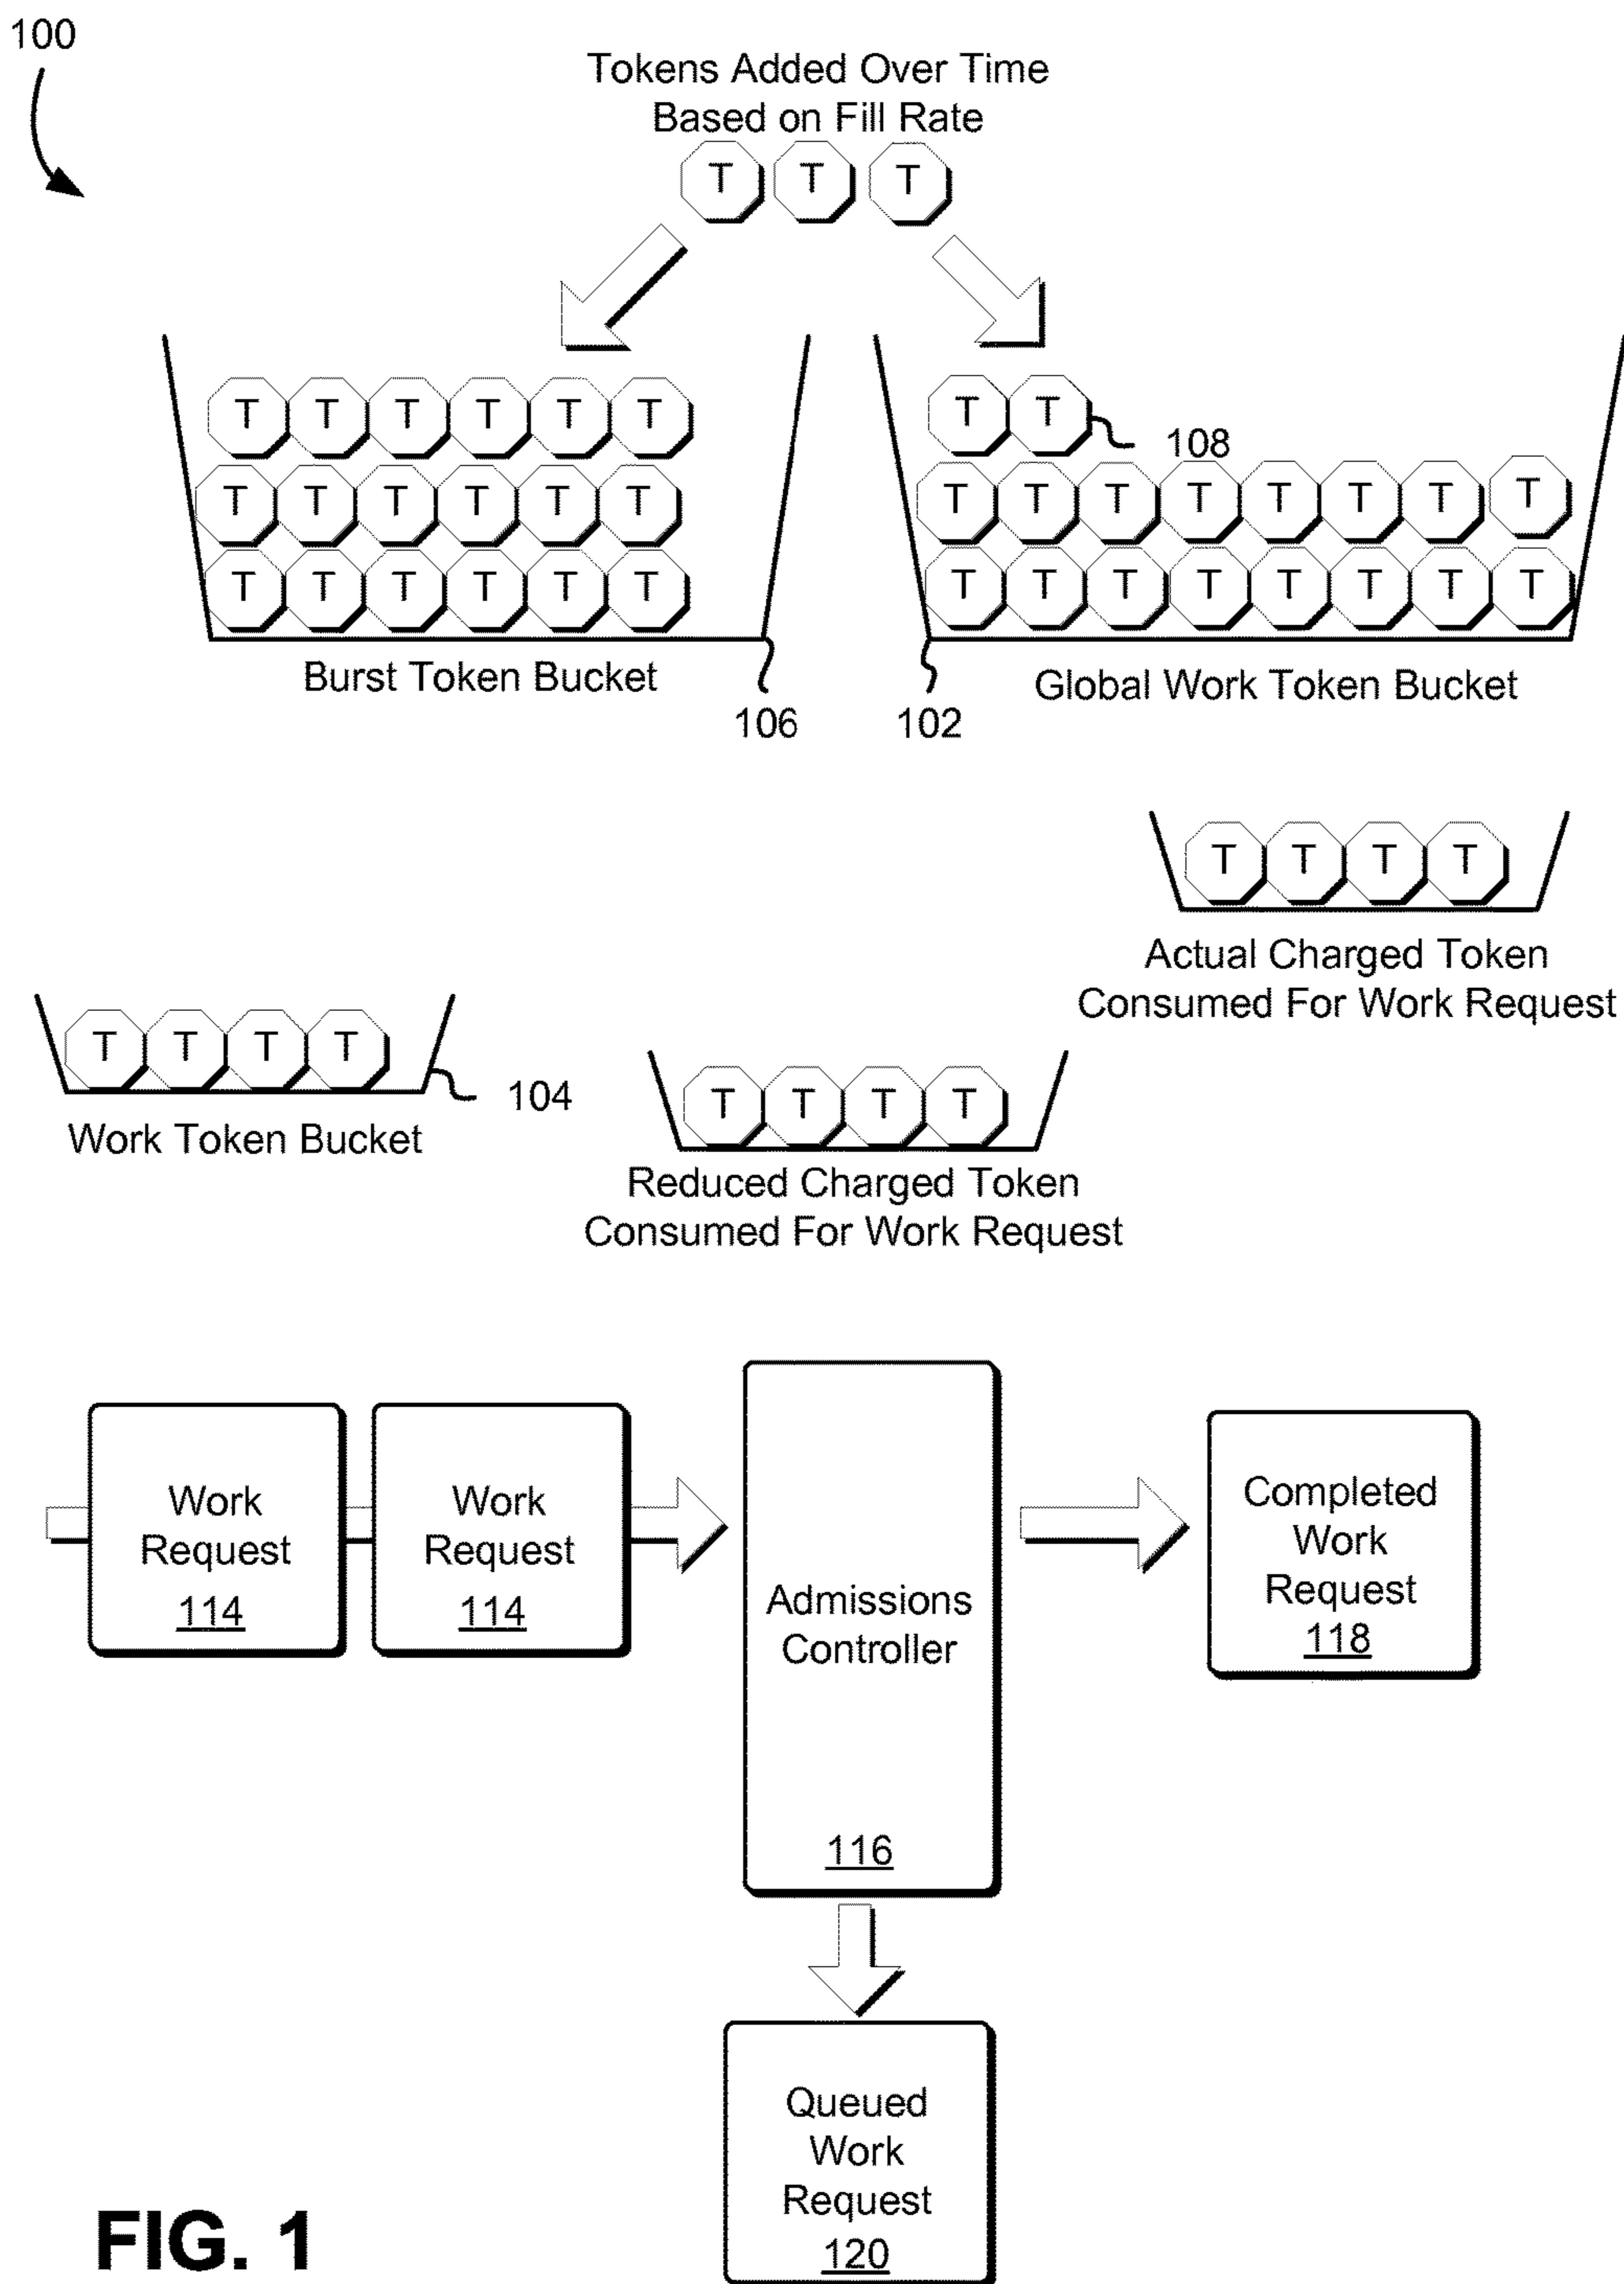 100
Tokens Added Over Time
Based on Fill Rate
T T T
T T T T T T
T T
108
T T T T T T
T T T T T T T T
T T T T T T
T T T T T T T T
Burst Token Bucket
106
102
Global Work Token Bucket
T T T T
Actual Charged Token
Consumed For Work Request
T T T T
104
Work Token Bucket
T T T T
Reduced Charged Token
Consumed For Work Request
Work
Request
114
Work
Request
114
Admissions
Controller
116
Completed
Work
Request
118
Queued
Work
Request
120
FIG. 1